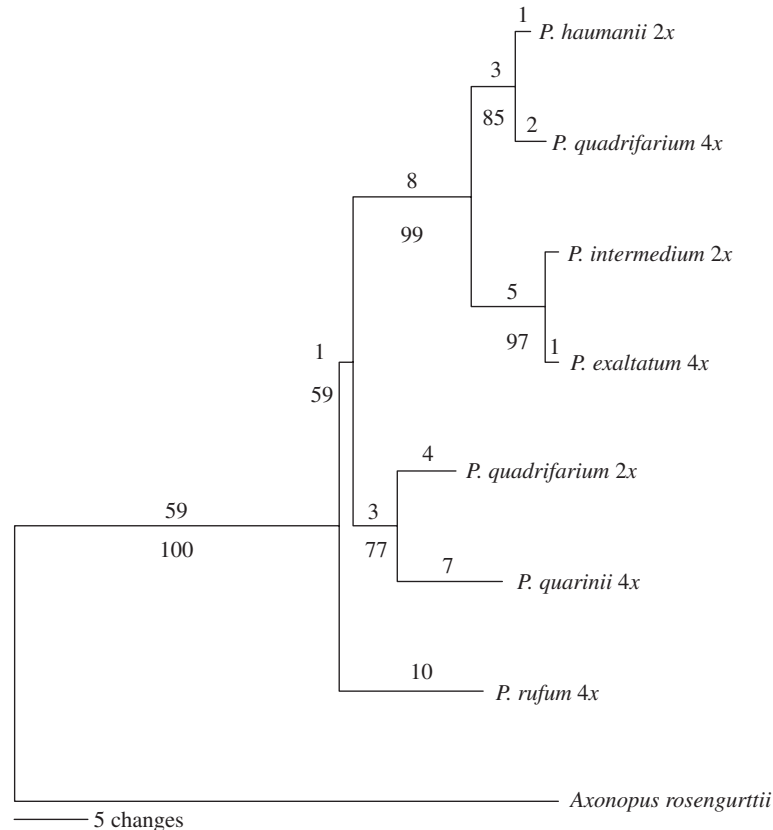 1
P. haumanii 2x
3
85
2
P. quadrifarium 4x
8
99
P. intermedium 2x
5
97
1
P. exaltatum 4x
1
59
4
P. quadrifarium 2x
59
100
3
77
7
P. quarinii 4x
10
P. rufum 4x
Axonopus rosengurttii
5 changes